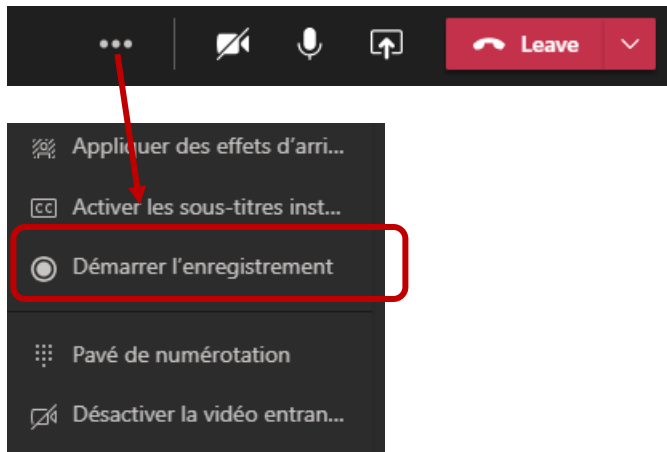 Leave
Appliquer des effets d'arri...
CC Activer les sous-titres inst...
Démarrer l'enregistrement
Pavé de numérotation
Désactiver la vidéo entran...